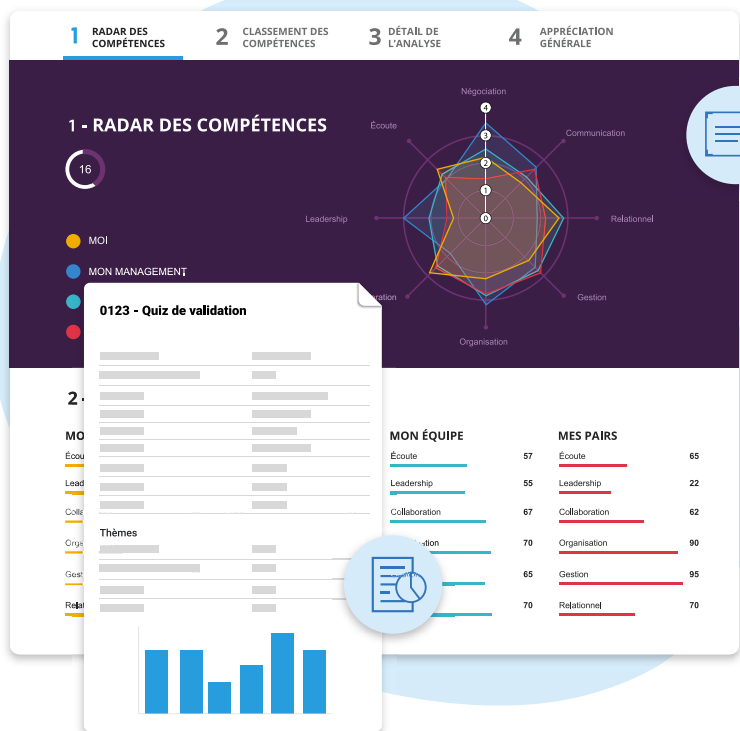 1 RADAR DES
COMPÉTENCES
2 CLASSEMENT DES
COMPÉTENCES
3 DÉTAIL DE
L'ANALYSE
4 APPRÉCIATION
GÉNÉRALE
1 - RADAR DES COMPÉTENCES
16
MOI
MON MANAGEMENT
Négociation
Écoute
Communication
Leadership
Relationnel
Gestion
Organisation
4
3
2
1
0
0123 - Quiz de validation
Thèmes
2 -
MON ÉQUIPE
Écoute 57
Leadership 55
Collaboration 67
70
65
70
MES PAIRS
Écoute 65
Leadership 22
Collaboration 62
Organisation 90
Gestion 95
Relationnel 70